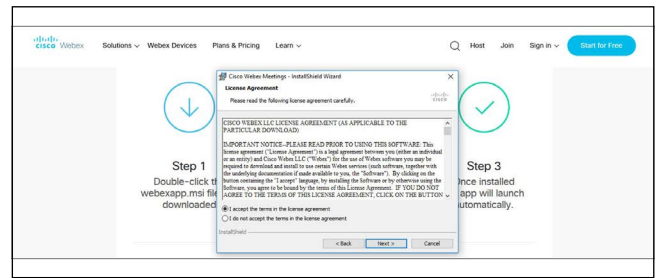 cisco Webex Solutions Webex Devices Plans & Pricing Learn Host Join Sign in Start for Free
Cisco Webex Meetings - InstallShield Wizard
License Agreement
Please read the following license agreement carefully.
CISCO
CISCO WEBEX LLC LICENSE AGREEMENT (AS APPLICABLE TO THE
PARTICULAR DOWNLOAD)
IMPORTANT NOTICE--PLEASE READ PRIOR TO USING THIS SOFTWARE: This
license agreement ("License Agreement") is a legal agreement between you (either an individual
or an entity) and Cisco Webex LLC ("Webex") for the use of Webex software you may be
required to download and install to use certain Webex services (such software, together with
the underlying documentation if made available to you, the "Software"). By clicking on the
button containing the "I accept" language, by installing the Software or by otherwise using the
Software, you agree to be bound by the terms of this License Agreement. IF YOU DO NOT
AGREE TO THE TERMS OF THIS LICENSE AGREEMENT, CLICK ON THE BUTTON
I accept the terms in the license agreement
I do not accept the terms in the license agreement
InstallShield
< Back Next > Cancel
Step 1
Double-click t
webexapp.msi file
downloaded
Step 3
Once installed
app will launch
automatically.